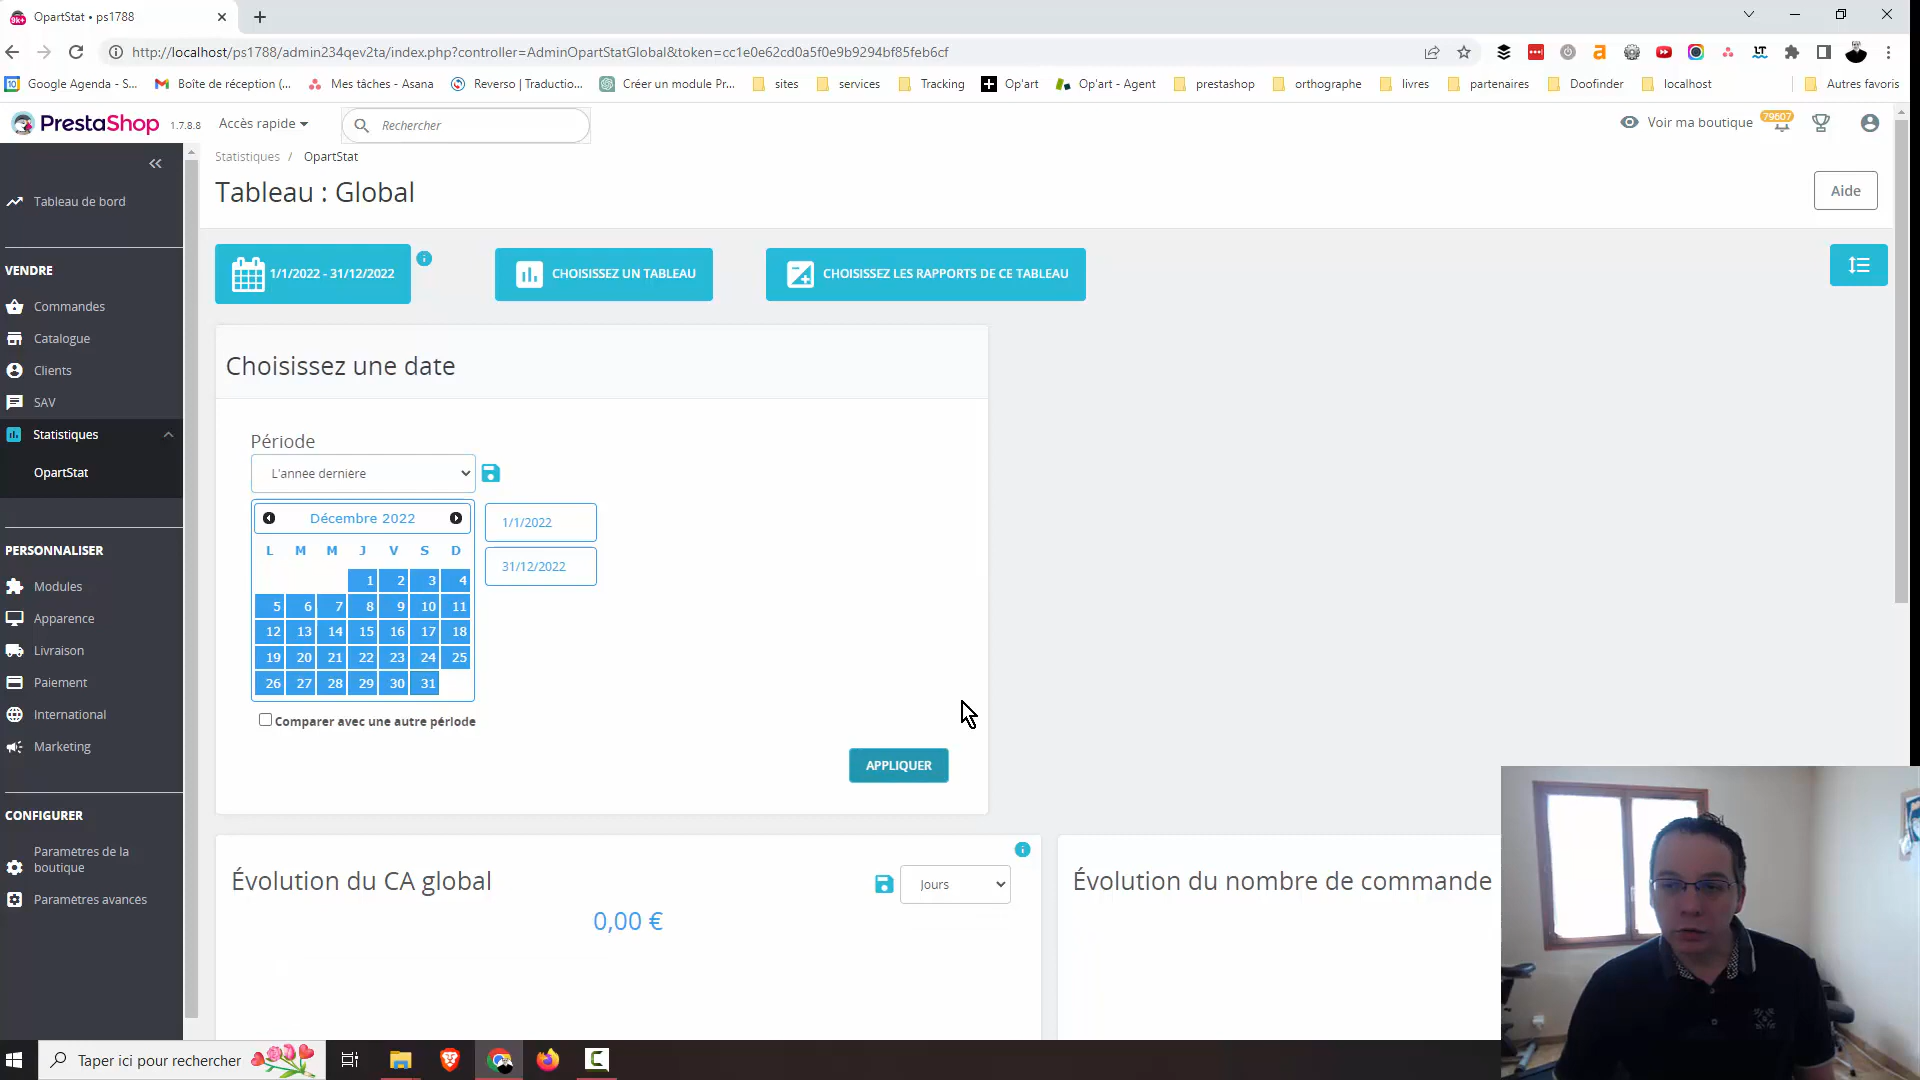 OpartStat • ps1788
http://localhost/ps1788/admin234qev2ta/index.php?controller=AdminOpartStatGlobal&token=cc1e0e62cd0a5f0e9b9294bf85feb6cf
Google Agenda - S... Boîte de réception (... Mes tâches - Asana Reverso | Traductio... Créer un module Pr... sites services Tracking Op'art Op'art - Agent prestashop orthographe livres partenaires Doofinder localhost Autres favoris
PrestaShop 1.7.8.8 Accès rapide Rechercher Voir ma boutique 79607
Statistiques / OpartStat
Tableau : Global
Aide
Tableau de bord
VENDRE
Commandes
Catalogue
Clients
SAV
Statistiques
OpartStat
PERSONNALISER
Modules
Apparence
Livraison
Paiement
International
Marketing
CONFIGURER
Paramètres de la
boutique
Paramètres avancés
1/1/2022 - 31/12/2022 CHOISISSEZ UN TABLEAU CHOISISSEZ LES RAPPORTS DE CE TABLEAU
Choisissez une date
Période
L'année dernière
Décembre 2022
L M M J V S D
1 2 3 4
5 6 7 8 9 10 11
12 13 14 15 16 17 18
19 20 21 22 23 24 25
26 27 28 29 30 31
1/1/2022
31/12/2022
Comparer avec une autre période
APPLIQUER
Évolution du CA global
Jours
0,00 €
Évolution du nombre de commande
Taper ici pour rechercher